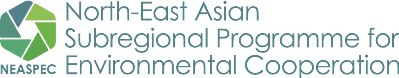 North-East Asian
Subregional Programme for
Environmental Cooperation
NEASPEC